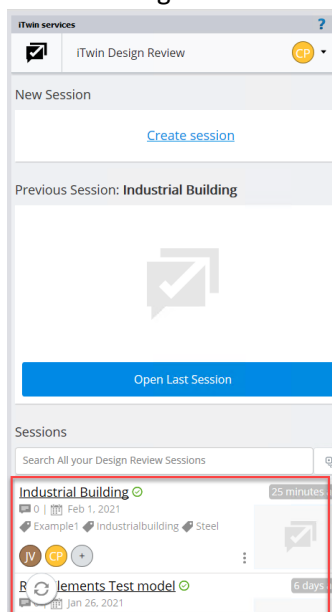 iTwin services ?
iTwin Design Review CP
New Session
Create session
Previous Session: Industrial Building
Open Last Session
Sessions
Search All your Design Review Sessions
Industrial Building 25 minutes
0 | Feb 1, 2021
Example1 Industrialbuilding Steel
JV CP +
Test model 6 days
Jan 26, 2021